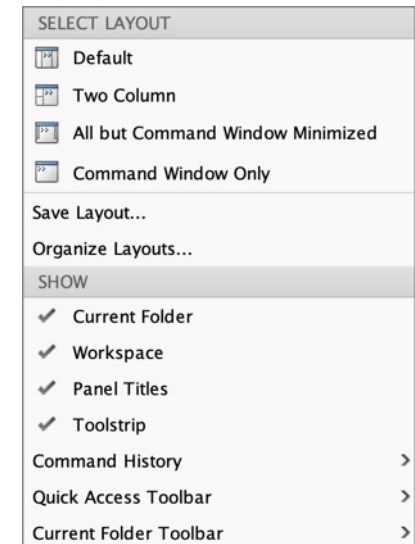 SELECT LAYOUT
Default
Two Column
All but Command Window Minimized
Command Window Only
Save Layout...
Organize Layouts...
SHOW
Current Folder
Workspace
Panel Titles
Toolstrip
Command History
Quick Access Toolbar
Current Folder Toolbar